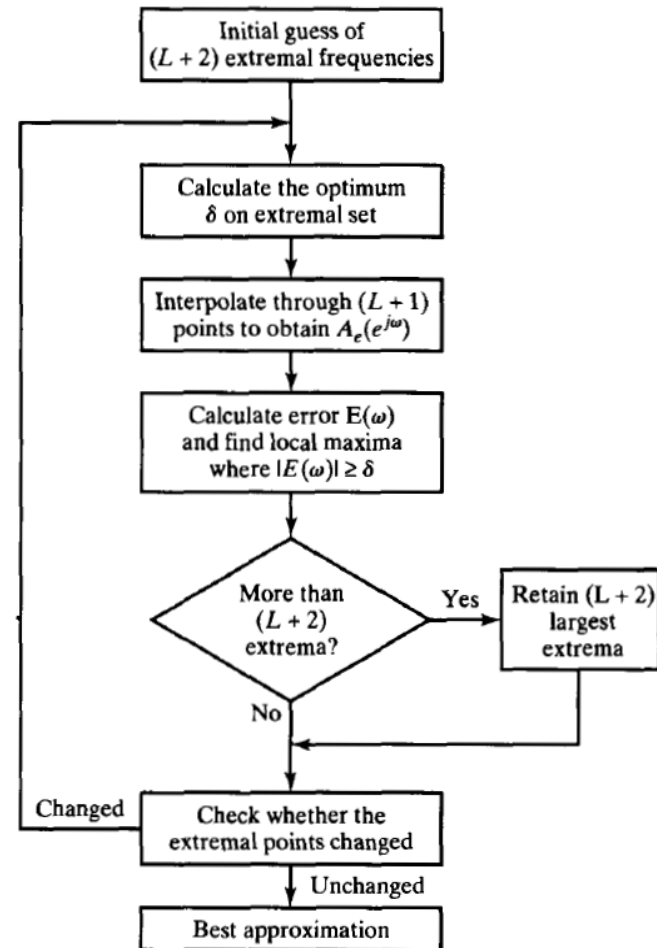 Initial guess of
(L + 2) extremal frequencies
Calculate the optimum
δ on extremal set
Interpolate through (L + 1)
points to obtain A_e(e^{jω})
Calculate error E(ω)
and find local maxima
where |E(ω)| ≥ δ
More than
(L + 2)
extrema?
Yes
Retain (L + 2)
largest
extrema
No
Changed
Check whether the
extremal points changed
Unchanged
Best approximation